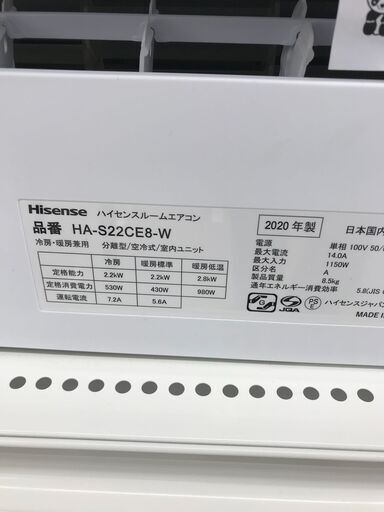 Hisense ハイセンスルームエアコン
品番 HA-S22CE8-W
冷房・暖房兼用 分離型/空冷式/室内ユニット
冷房 暖房標準 暖房低温
定格能力 2.2kW 2.2kW 2.8kW
定格消費電力 530W 430W 980W
運転電流 7.2A 5.6A
2020年製 日本国内
電源 単相 100V 50/
最大電流 14.0A
最大入力 1150W
区分名 A
製品質量 8.5kg
通年エネルギー消費効率 5.8(JIS
G JQA PS E ハイセンスジャパン
MADE